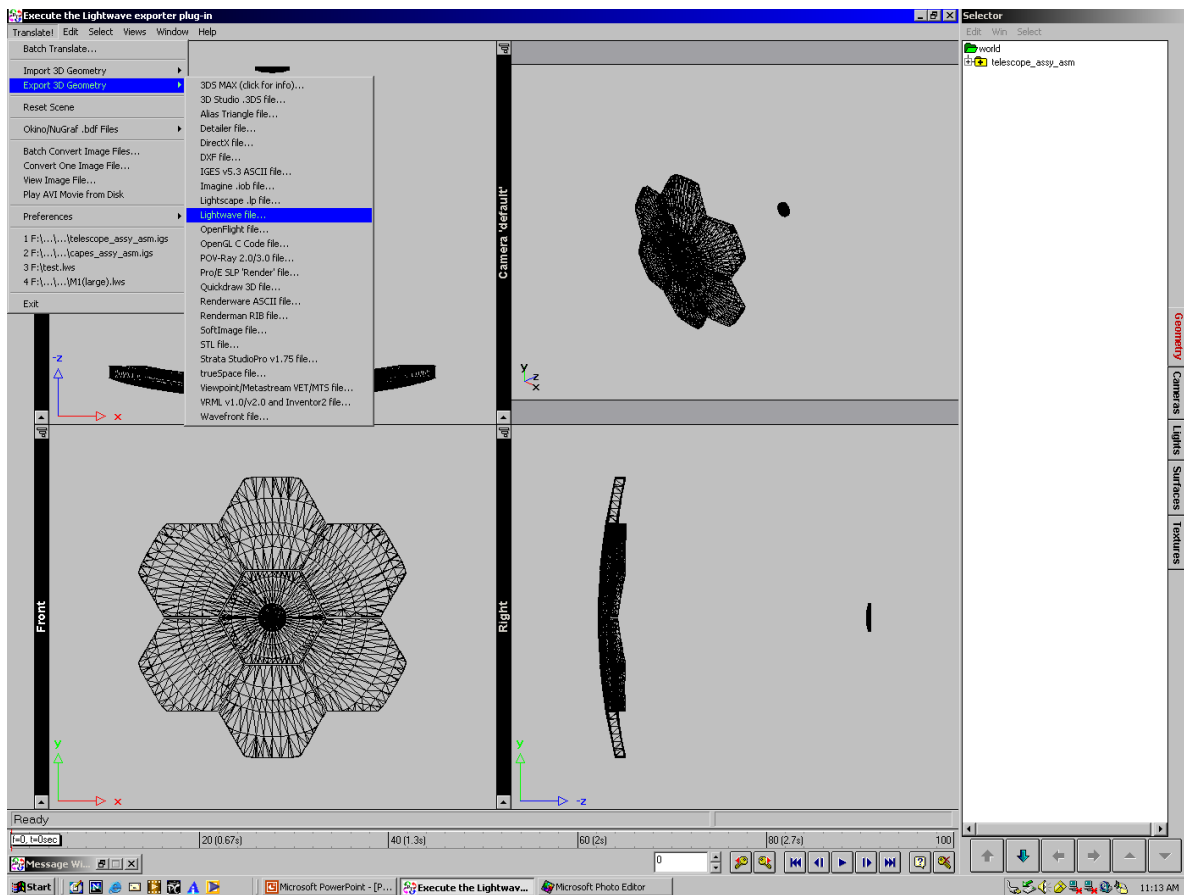 Execute the Lightwave exporter plug-in
Translate! Edit Select Views Window Help
Batch Translate...
Import 3D Geometry
Export 3D Geometry
Reset Scene
Okino/NuGraf .bdf Files
Batch Convert Image Files...
Convert One Image File...
View Image File...
Play AVI Movie from Disk
Preferences
1 F:\...\...\telescope_assy_asm.igs
2 F:\...\...\capes_assy_asm.igs
3 F:\test.lws
4 F:\...\...\M1(large).lws
Exit
3DS MAX (click for info)...
3D Studio .3DS file...
Alias Triangle file...
Detailer file...
DirectX file...
DXF file...
IGES v5.3 ASCII file...
Imagine .iob file...
Lightscape .lp file...
Lightwave file...
OpenFlight file...
OpenGL C Code file...
POV-Ray 2.0/3.0 file...
Pro/E SLP 'Render' file...
Quickdraw 3D file...
Renderware ASCII file...
Renderman RIB file...
SoftImage file...
STL file...
Strata StudioPro v1.75 file...
trueSpace file...
Viewpoint/Metastream VET/MTS file...
VRML v1.0/v2.0 and Inventor2 file...
Wavefront file...
-z
x
Camera 'default'
y
z
x
Front
y
x
Right
y
-z
Selector
Edit Win Select
world
telescope_assy_asm
Geometry
Cameras
Lights
Surfaces
Textures
Ready
f=0, t=0sec
20 (0.67s)
40 (1.3s)
60 (2s)
80 (2.7s)
100
Message Wi...
0
Start
Microsoft PowerPoint - [P...
Execute the Lightwav...
Microsoft Photo Editor
11:13 AM